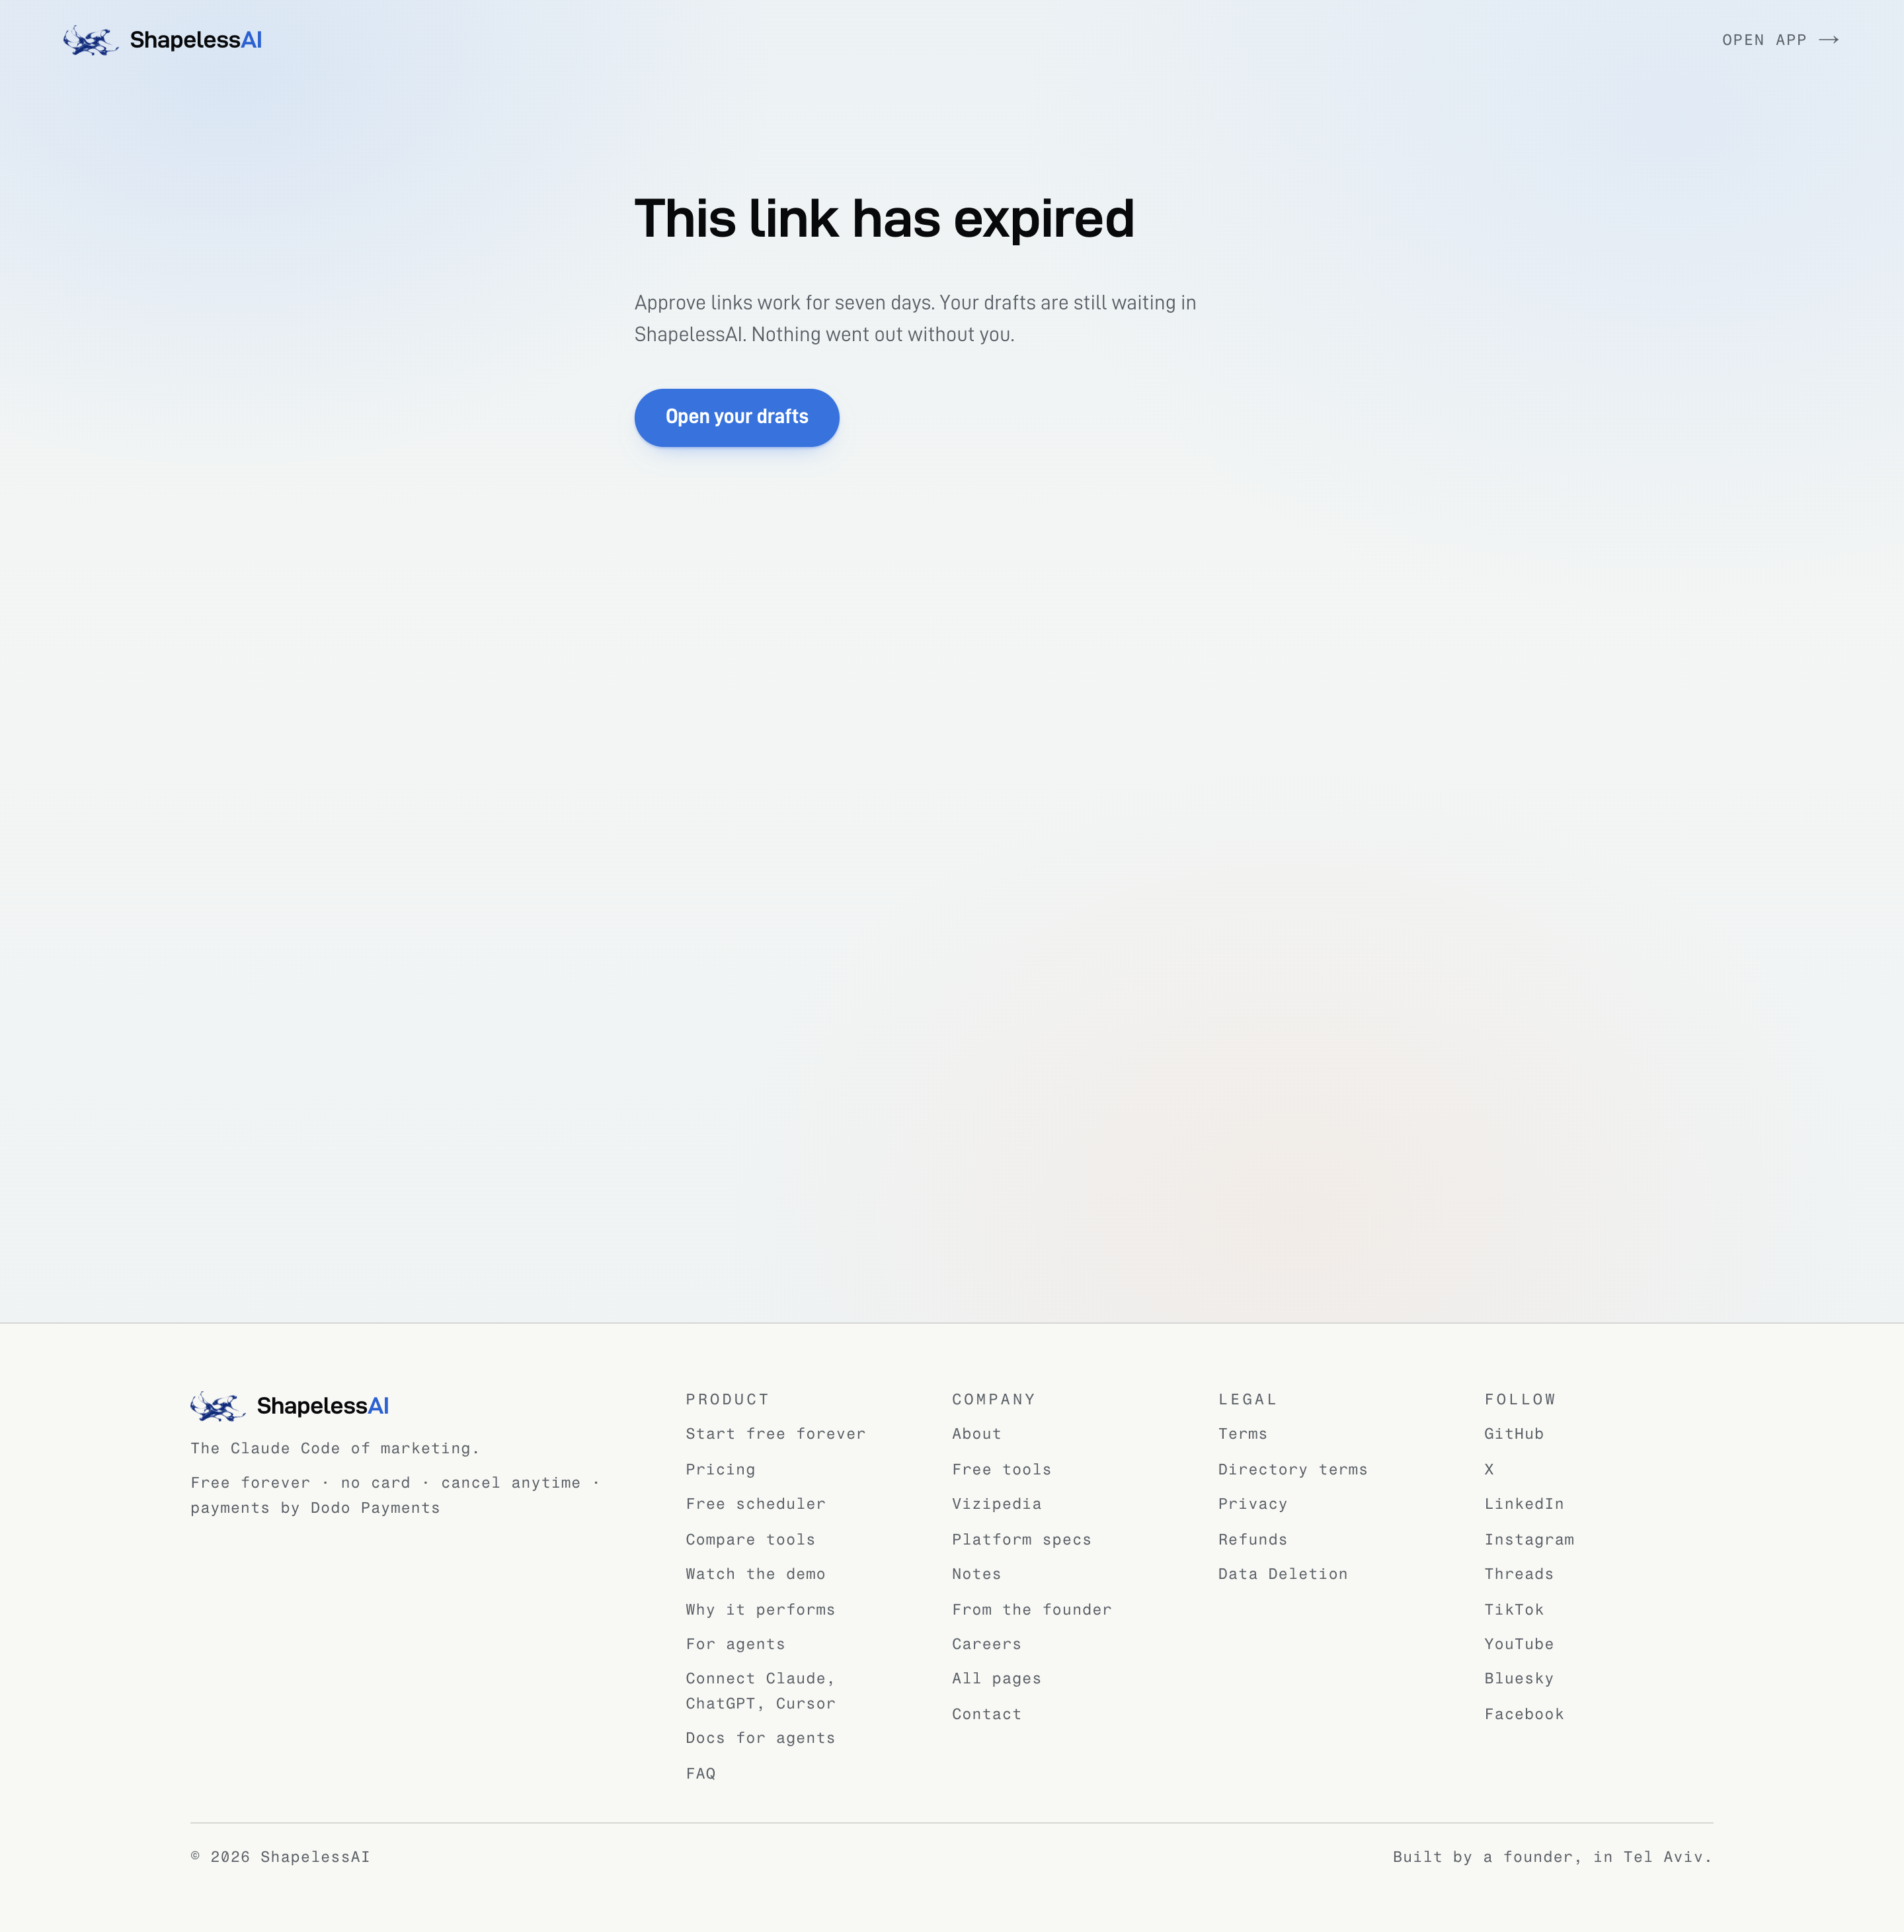 ShapelessAI
OPEN APP →
This link has expired
Approve links work for seven days. Your drafts are still waiting in
ShapelessAI. Nothing went out without you.
Open your drafts
ShapelessAI
The Claude Code of marketing.
Free forever · no card · cancel anytime ·
payments by Dodo Payments
PRODUCT
Start free forever
Pricing
Free scheduler
Compare tools
Watch the demo
Why it performs
For agents
Connect Claude,
ChatGPT, Cursor
Docs for agents
FAQ
COMPANY
About
Free tools
Vizipedia
Platform specs
Notes
From the founder
Careers
All pages
Contact
LEGAL
Terms
Directory terms
Privacy
Refunds
Data Deletion
FOLLOW
GitHub
X
LinkedIn
Instagram
Threads
TikTok
YouTube
Bluesky
Facebook
© 2026 ShapelessAI
Built by a founder, in Tel Aviv.